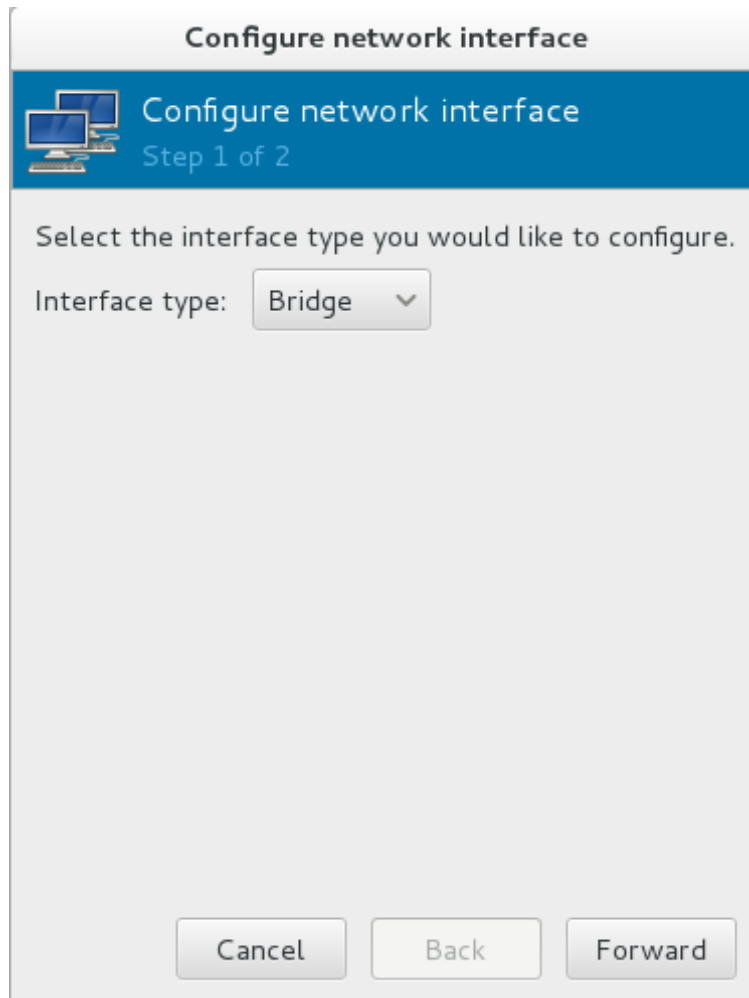 Configure network interface
Configure network interface
Step 1 of 2
Select the interface type you would like to configure.
Interface type: Bridge
Cancel Back Forward